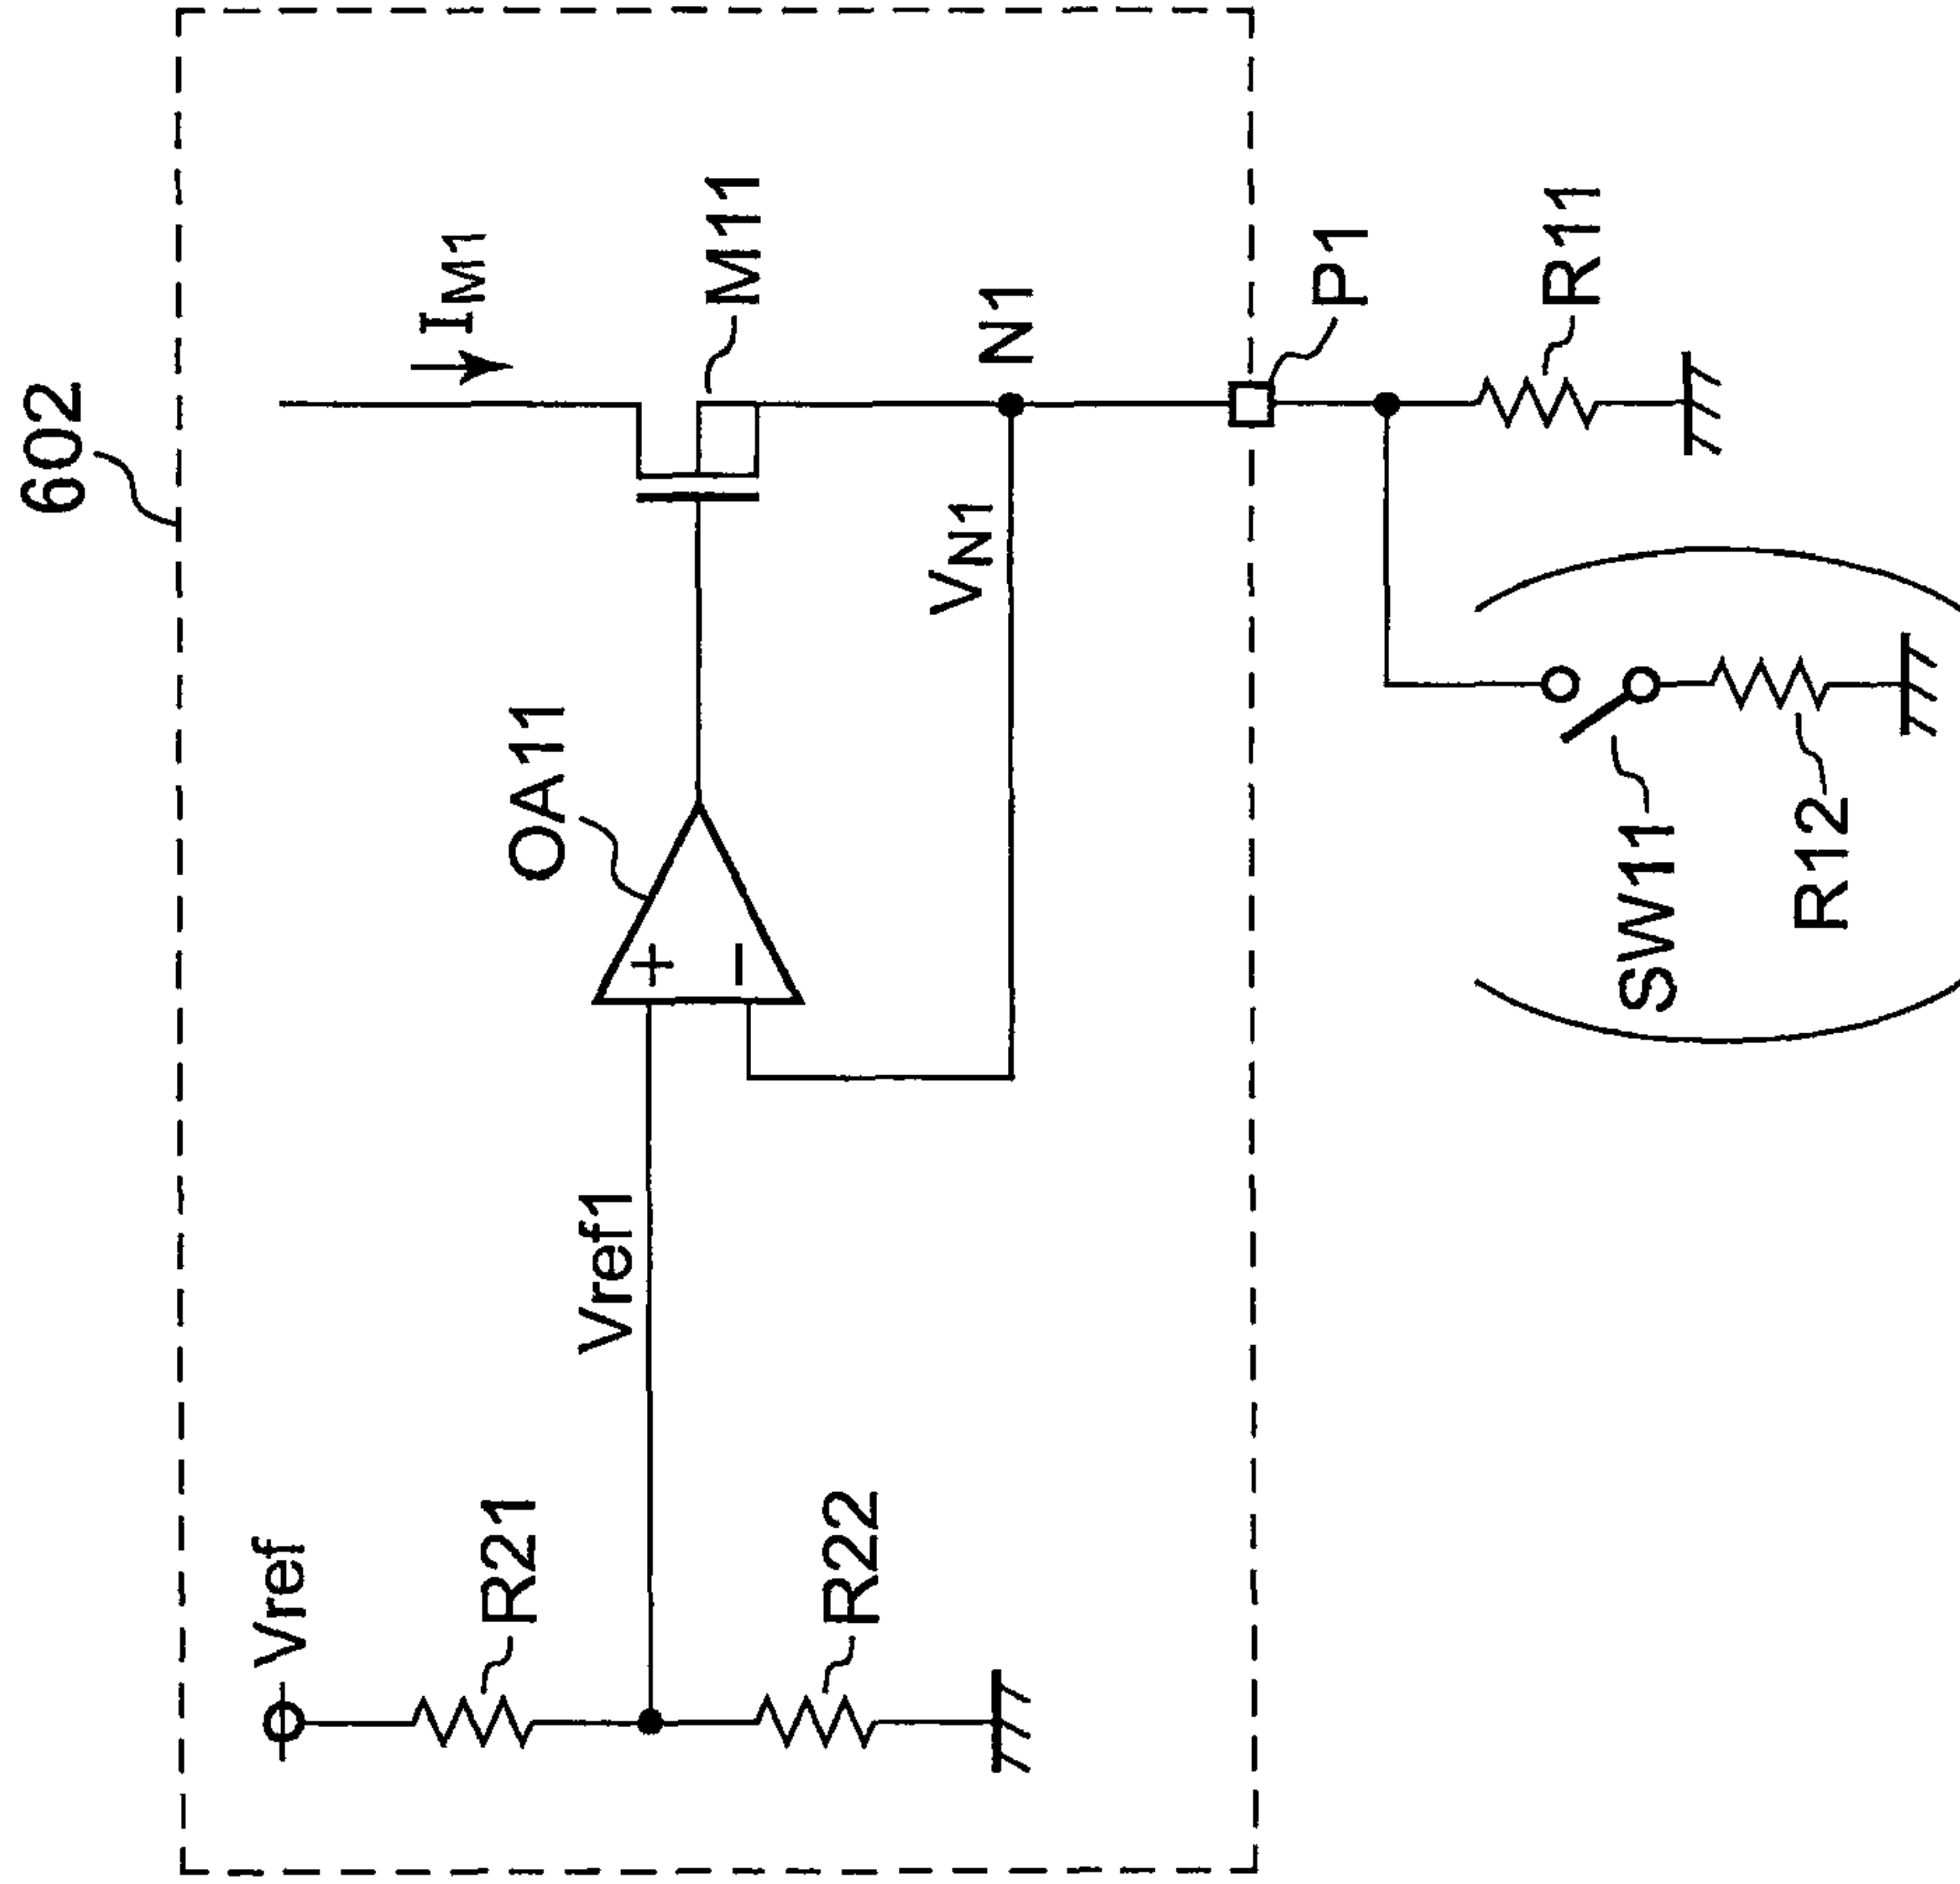 602
Vref
IM1
R21
Vref1
OA11
M11
R22
+
−
VN1
N1
P1
R11
SW11
R12